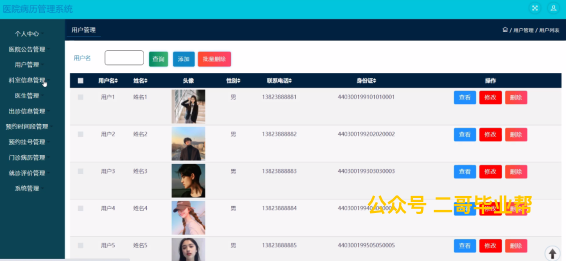 医院病历管理系统
个人中心
医院公告管理
用户管理
科室信息管理
医生管理
出诊信息管理
预约时间段管理
预约挂号管理
门诊病历管理
就诊评价管理
系统管理
用户管理
/ 用户管理 / 用户列表
用户名 查询 添加 批量删除
用户名 姓名 头像 性别 联系电话 身份证 操作
用户1 姓名1 男 13823888881 440300199101010001 查看 修改 删除
用户2 姓名2 男 13823888882 440300199202020002 查看 修改 删除
用户3 姓名3 男 13823888883 440300199303030003 查看 修改 删除
用户4 姓名4 男 13823888884 查看 修改 删除
公众号 二哥毕业帮
用户5 姓名5 男 13823888885 440300199505050005 查看 修改 删除